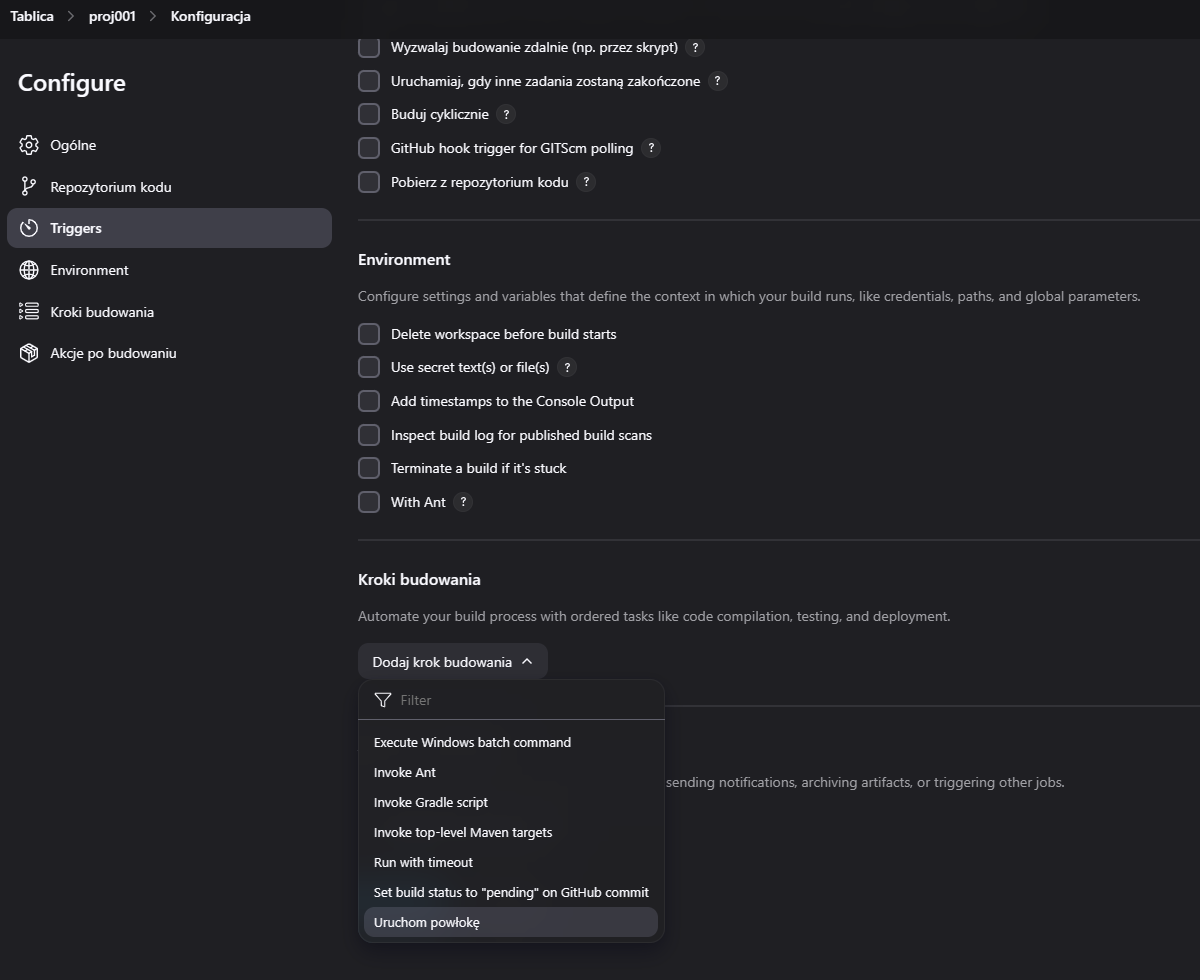 Tablica > proj001 > Konfiguracja
Configure
Ogólne
Repozytorium kodu
Triggers
Environment
Kroki budowania
Akcje po budowaniu
Wyzwalaj budowanie zdalnie (np. przez skrypt) ?
Uruchamiaj, gdy inne zadania zostaną zakończone ?
Buduj cyklicznie ?
GitHub hook trigger for GITScm polling ?
Pobierz z repozytorium kodu ?
Environment
Configure settings and variables that define the context in which your build runs, like credentials, paths, and global parameters.
Delete workspace before build starts
Use secret text(s) or file(s) ?
Add timestamps to the Console Output
Inspect build log for published build scans
Terminate a build if it's stuck
With Ant ?
Kroki budowania
Automate your build process with ordered tasks like code compilation, testing, and deployment.
Dodaj krok budowania
Filter
Execute Windows batch command
Invoke Ant
sending notifications, archiving artifacts, or triggering other jobs.
Invoke Gradle script
Invoke top-level Maven targets
Run with timeout
Set build status to "pending" on GitHub commit
Uruchom powłokę